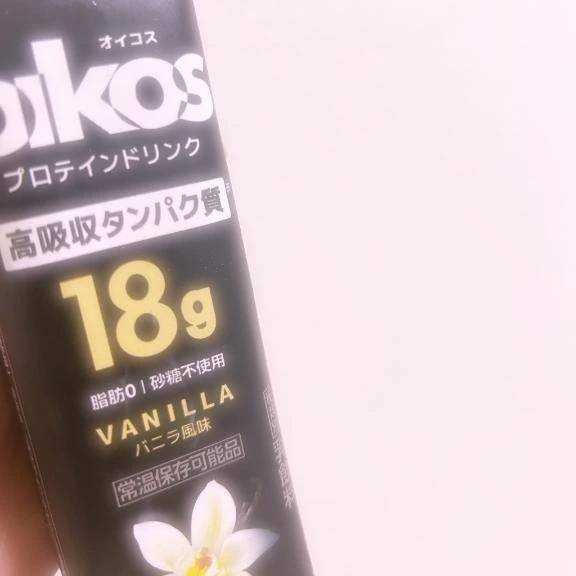 オイコス
oikos
プロテインドリンク
高吸収タンパク質
18g
脂肪0 | 砂糖不使用
VANILLA
バニラ風味
常温保存可能品